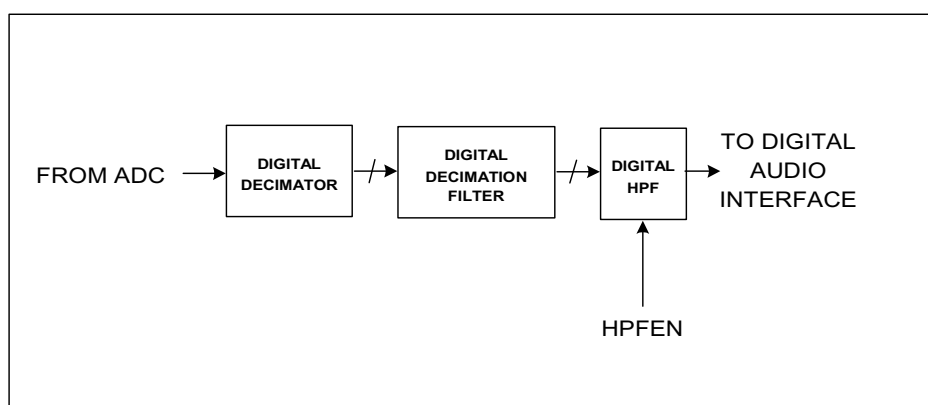 FROM ADC
DIGITAL
DECIMATOR
DIGITAL
DECIMATION
FILTER
DIGITAL
HPF
TO DIGITAL
AUDIO
INTERFACE
HPFEN